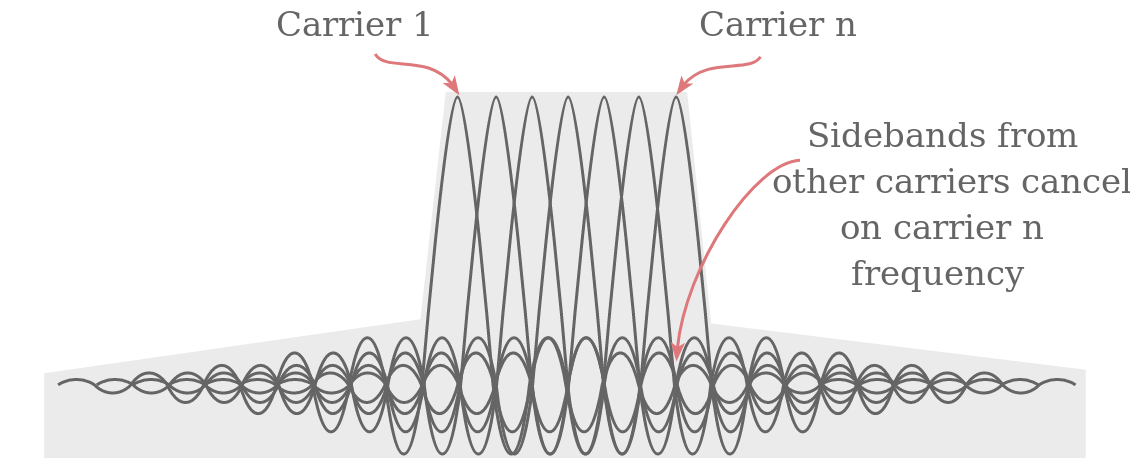 Carrier 1
Carrier n
Sidebands from
other carriers cancel
on carrier n
frequency